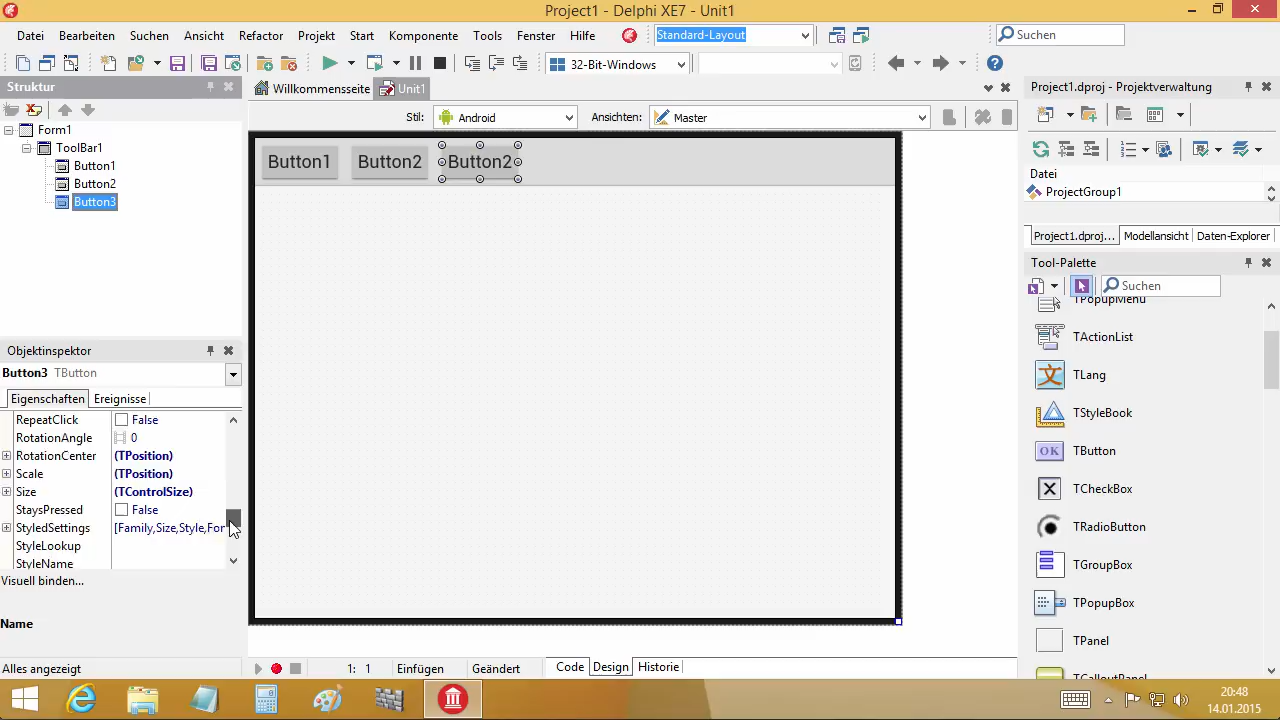 Project1 - Delphi XE7 - Unit1
Datei Bearbeiten Suchen Ansicht Refactor Projekt Start Komponente Tools Fenster Hilfe Standard-Layout Suchen
32-Bit-Windows
Struktur
Willkommensseite Unit1
Project1.dproj - Projektverwaltung
Stil: Android Ansichten: Master
Form1
ToolBar1
Button1
Button2
Button3
Button1 Button2 Button2
Datei
ProjectGroup1
Project1.dproj... Modellansicht Daten-Explorer
Tool-Palette
Suchen
TPopupMenu
TActionList
TLang
TStyleBook
OK TButton
TCheckBox
TRadioButton
TGroupBox
TPopupBox
TPanel
TCalloutPanel
Objektinspektor
Button3 TButton
Eigenschaften Ereignisse
RepeatClick False
RotationAngle 0
RotationCenter (TPosition)
Scale (TPosition)
Size (TControlSize)
StaysPressed False
StyledSettings [Family,Size,Style,For
StyleLookup
StyleName
Visuell binden...
Name
Alles angezeigt
1: 1 Einfügen Geändert Code Design Historie
20:48
14.01.2015